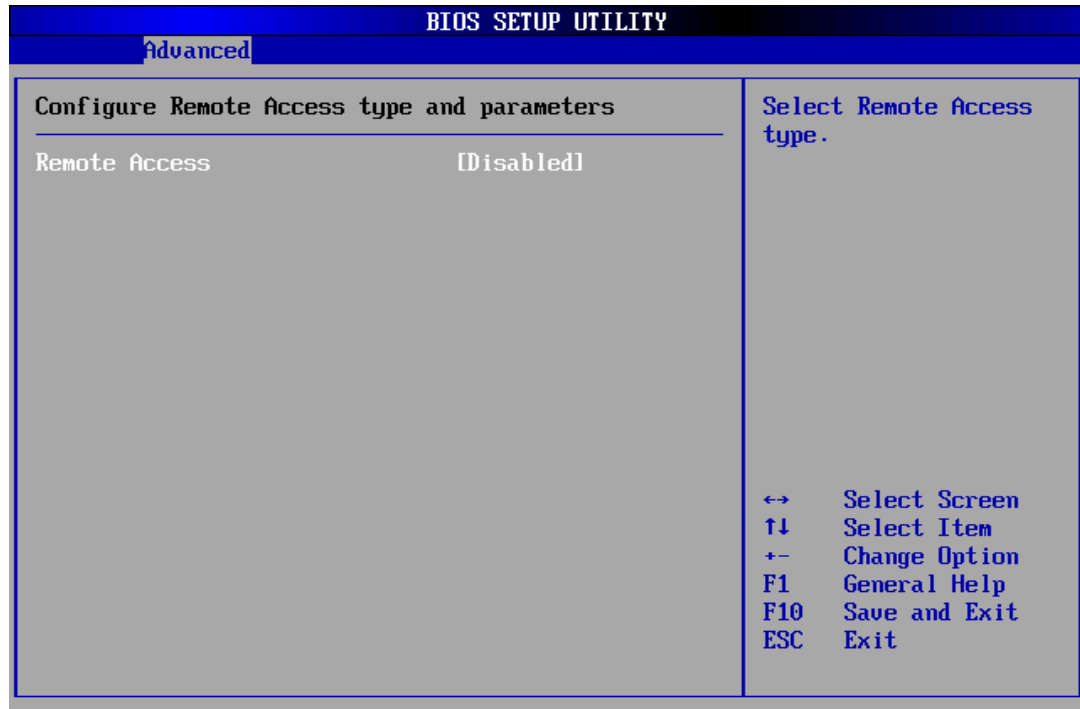 BIOS SETUP UTILITY
Advanced
Configure Remote Access type and parameters
Remote Access [Disabled]
Select Remote Access
type.
←→ Select Screen
↑↓ Select Item
+- Change Option
F1 General Help
F10 Save and Exit
ESC Exit